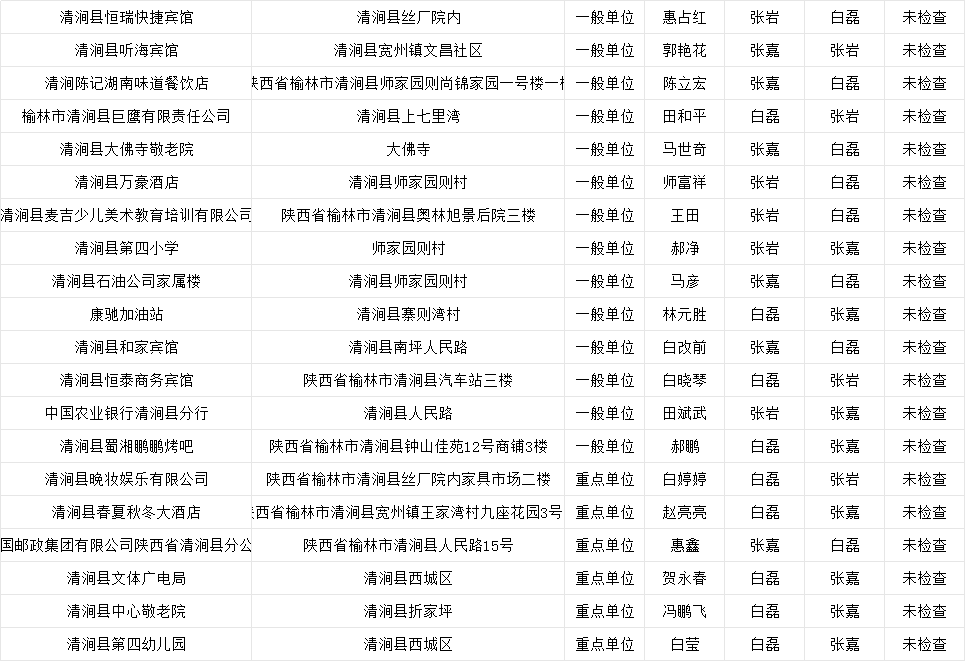 清涧县恒瑞快捷宾馆 清涧县丝厂院内 一般单位 惠占红 张岩 白磊 未检查
清涧县听海宾馆 清涧县宽州镇文昌社区 一般单位 郭艳花 张嘉 张岩 未检查
清涧陈记湖南味道餐饮店 陕西省榆林市清涧县师家园则尚锦家园一号楼一 一般单位 陈立宏 张嘉 白磊 未检查
榆林市清涧县巨鹰有限责任公司 清涧县上七里湾 一般单位 田和平 白磊 张岩 未检查
清涧县大佛寺敬老院 大佛寺 一般单位 马世奇 张嘉 白磊 未检查
清涧县万豪酒店 清涧县师家园则村 一般单位 师富祥 张岩 白磊 未检查
清涧县麦吉少儿美术教育培训有限公司 陕西省榆林市清涧县奥林旭景后院三楼 一般单位 王田 张岩 白磊 未检查
清涧县第四小学 师家园则村 一般单位 郝净 张岩 张嘉 未检查
清涧县石油公司家属楼 清涧县师家园则村 一般单位 马彦 张嘉 白磊 未检查
康驰加油站 清涧县寨则湾村 一般单位 林元胜 白磊 张嘉 未检查
清涧县和家宾馆 清涧县南坪人民路 一般单位 白改前 张嘉 白磊 未检查
清涧县恒泰商务宾馆 陕西省榆林市清涧县汽车站三楼 一般单位 白晓琴 白磊 张岩 未检查
中国农业银行清涧县分行 清涧县人民路 一般单位 田斌武 张岩 张嘉 未检查
清涧县蜀湘鹏鹏烤吧 陕西省榆林市清涧县钟山佳苑12号商铺3楼 一般单位 郝鹏 白磊 张嘉 未检查
清涧县晚妆娱乐有限公司 陕西省榆林市清涧县丝厂院内家具市场二楼 重点单位 白婷婷 白磊 张岩 未检查
清涧县春夏秋冬大酒店 西省榆林市清涧县宽州镇王家湾村九座花园3号 重点单位 赵亮亮 白磊 张嘉 未检查
国邮政集团有限公司陕西省清涧县分公 陕西省榆林市清涧县人民路15号 重点单位 惠鑫 张嘉 白磊 未检查
清涧县文体广电局 清涧县西城区 重点单位 贺永春 白磊 张嘉 未检查
清涧县中心敬老院 清涧县折家坪 重点单位 冯鹏飞 白磊 张嘉 未检查
清涧县第四幼儿园 清涧县西城区 重点单位 白莹 白磊 张嘉 未检查